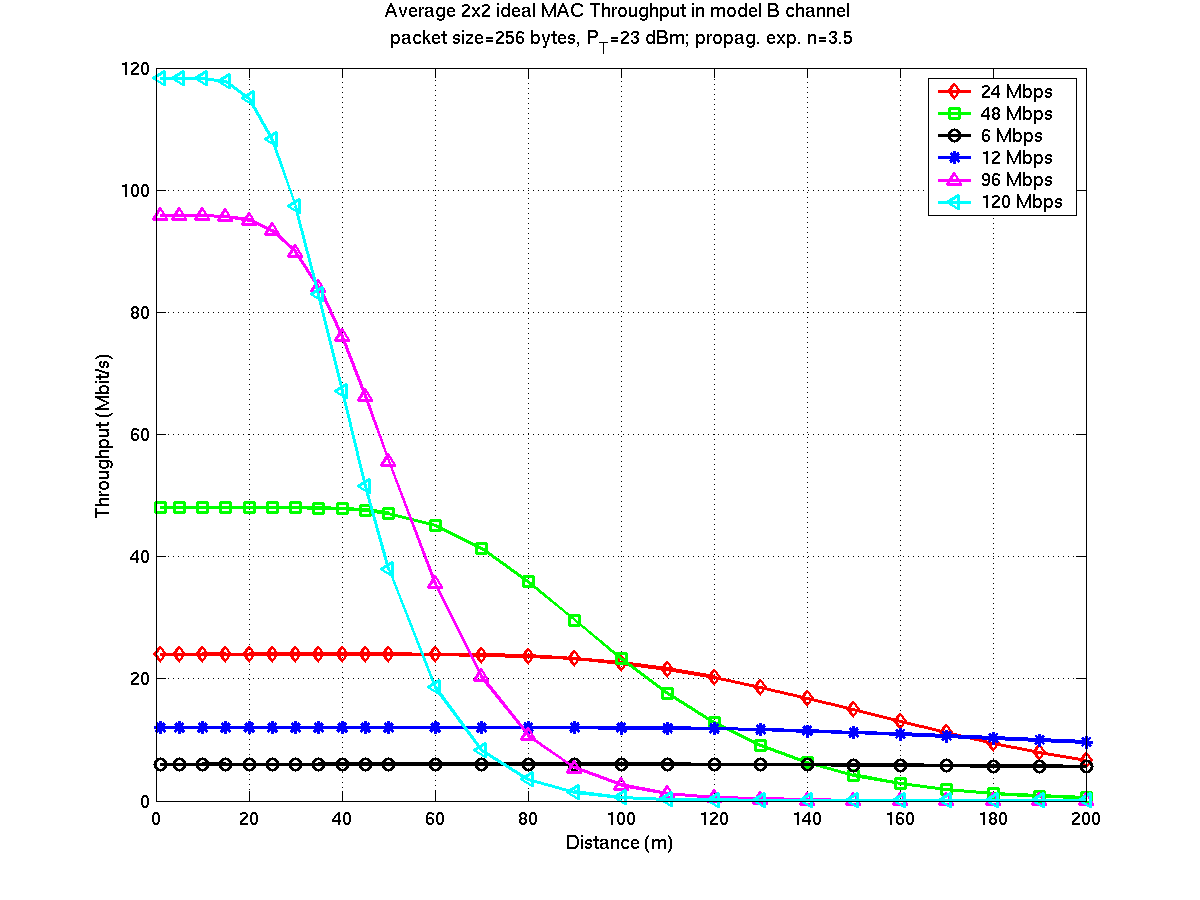 Average 2x2 ideal MAC Throughput in model B channel
packet size=256 bytes, P_T=23 dBm; propag. exp. n=3.5
120
100
80
60
40
20
0
Throughput (Mbit/s)
24 Mbps
48 Mbps
6 Mbps
12 Mbps
96 Mbps
120 Mbps
0 20 40 60 80 100 120 140 160 180 200
Distance (m)